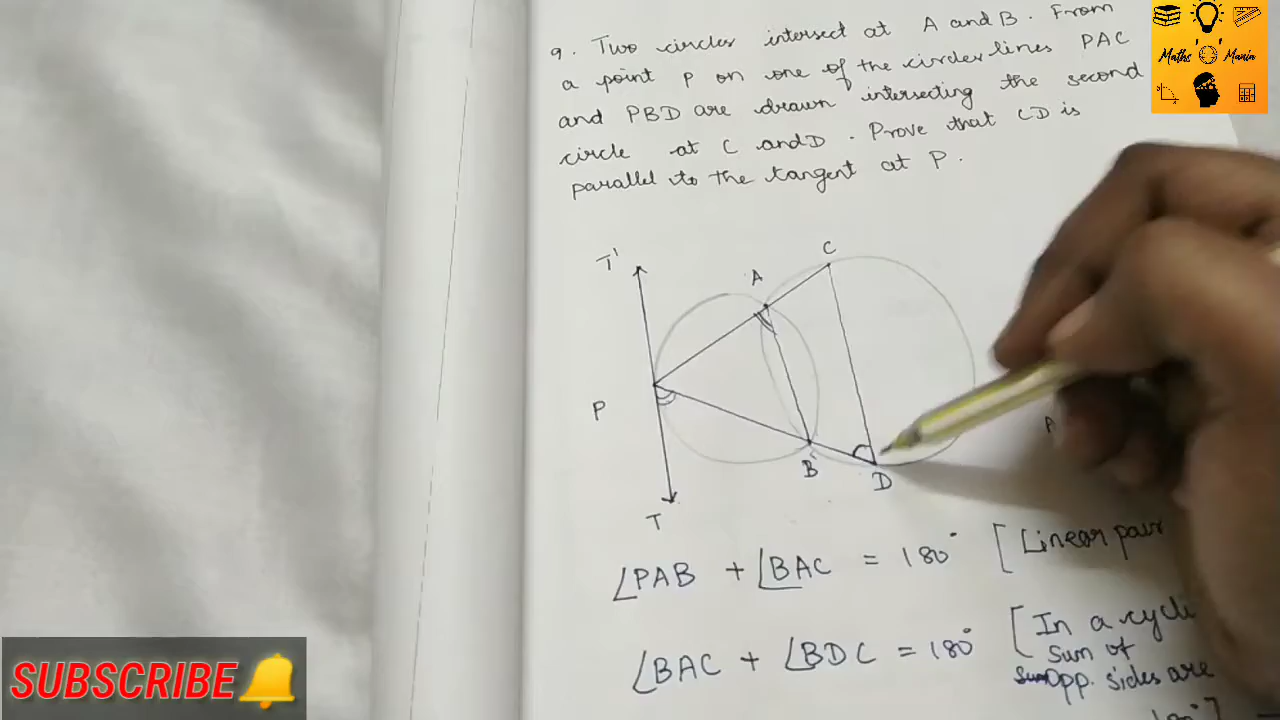 9. Two circles intersect at A and B. From
a point P on one of the circles lines PAC
and PBD are drawn intersecting the second
circle at C and D. Prove that CD is
parallel to the tangent at P.
Maths Mania
T'
C
A
P
B
D
T
∠PAB + ∠BAC = 180° [Linear pair
∠BAC + ∠BDC = 180° [In a cycli
Sum of
Opp. sides are
SUBSCRIBE